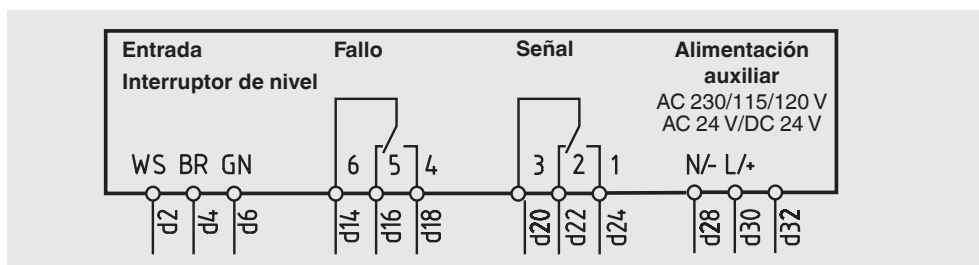 Entrada Fallo Señal Alimentación
Interruptor de nivel auxiliar
AC 230/115/120 V
AC 24 V/DC 24 V
WS BR GN 6 5 4 3 2 1 N/- L/+
d2 d4 d6 d14 d16 d18 d20 d22 d24 d28 d30 d32